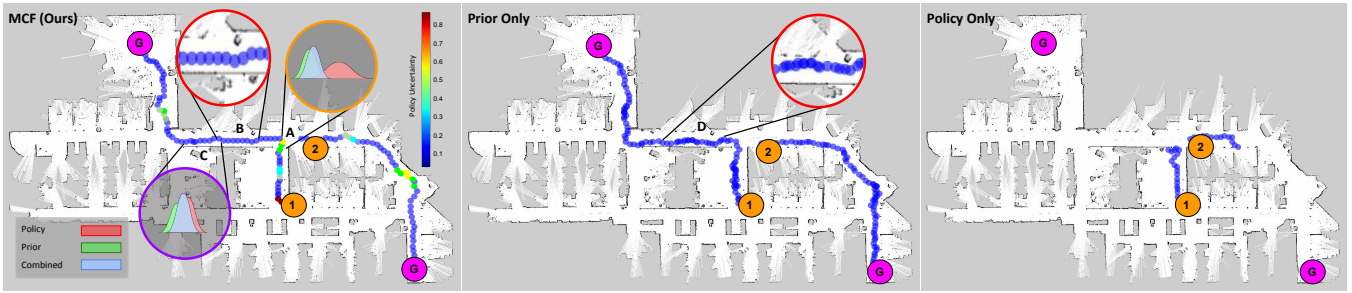 MCF (Ours)
G
B
A
C
2
1
G
0.8
0.7
0.6
0.5
0.4
0.3
0.2
0.1
Policy Uncertainty
Policy
Prior
Combined
Prior Only
G
D
2
1
G
Policy Only
G
2
1
G